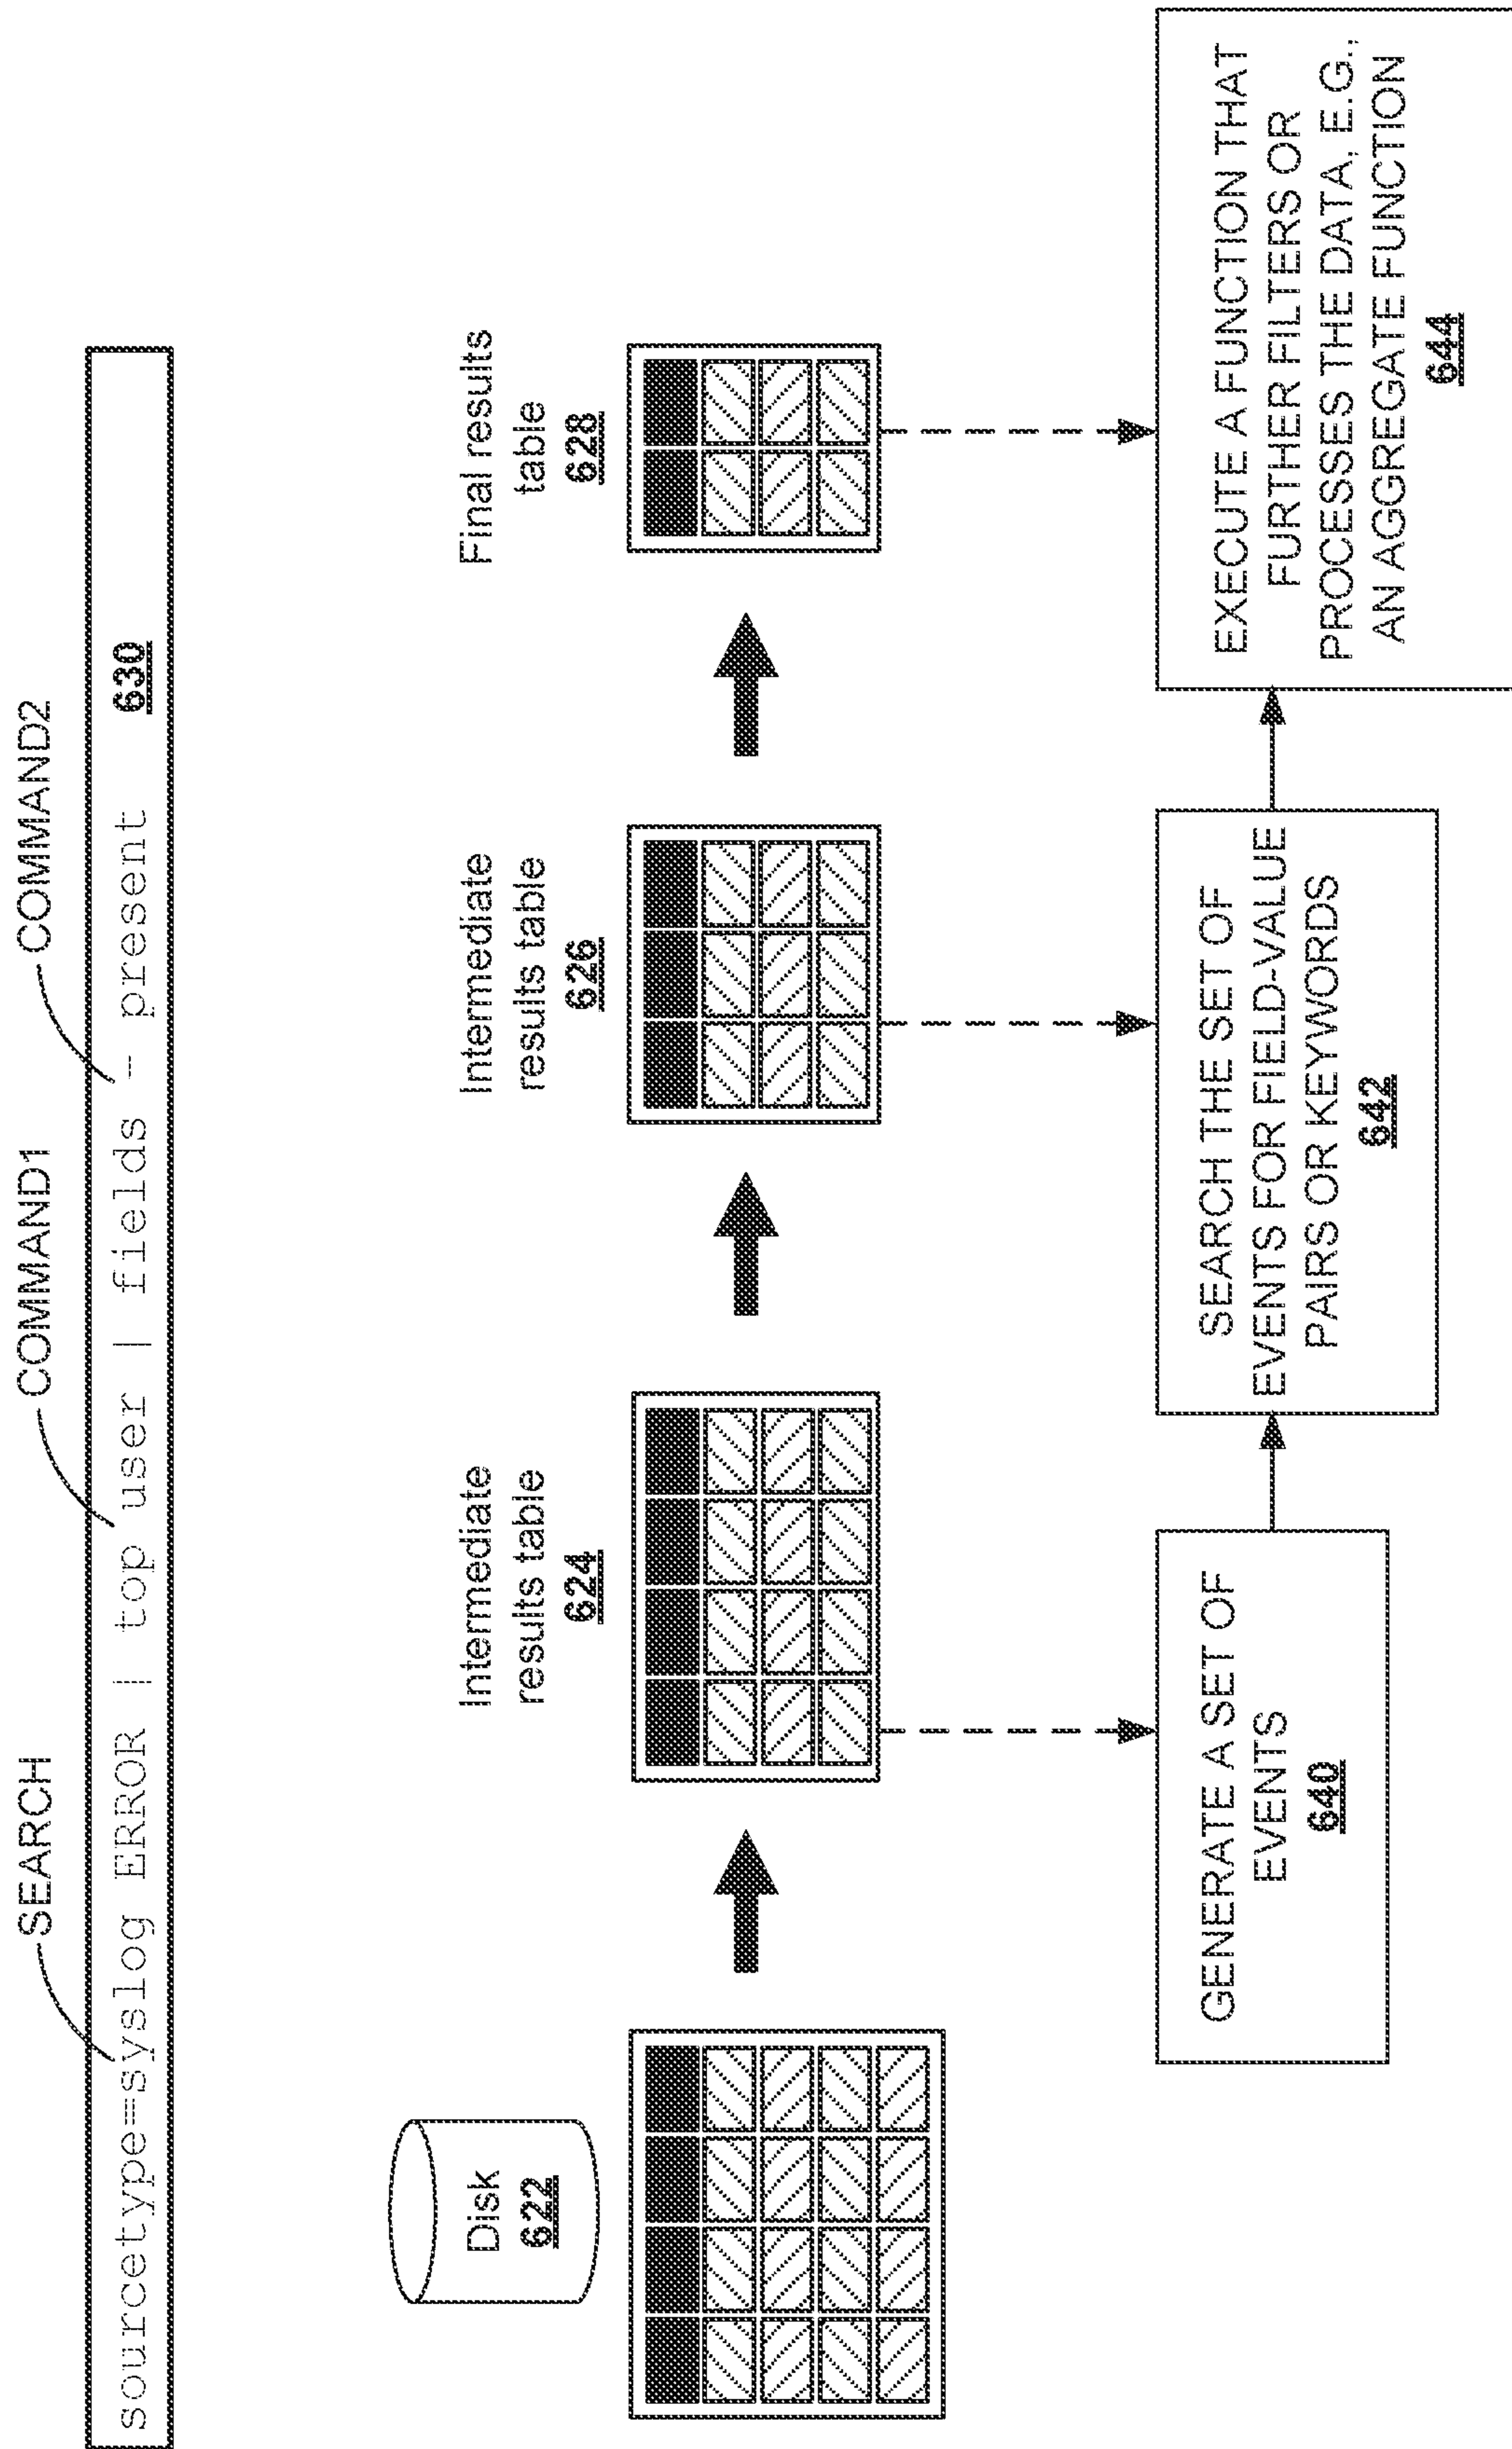 SEARCH
COMMAND1
COMMAND2
sourcetype=syslog ERROR | top user | fields - present 630
Disk
622
Intermediate
results table
624
Intermediate
results table
626
Final results
table
628
GENERATE A SET OF
EVENTS
640
SEARCH THE SET OF
EVENTS FOR FIELD-VALUE
PAIRS OR KEYWORDS
642
EXECUTE A FUNCTION THAT
FURTHER FILTERS OR
PROCESSES THE DATA, E.G.,
AN AGGREGATE FUNCTION
644